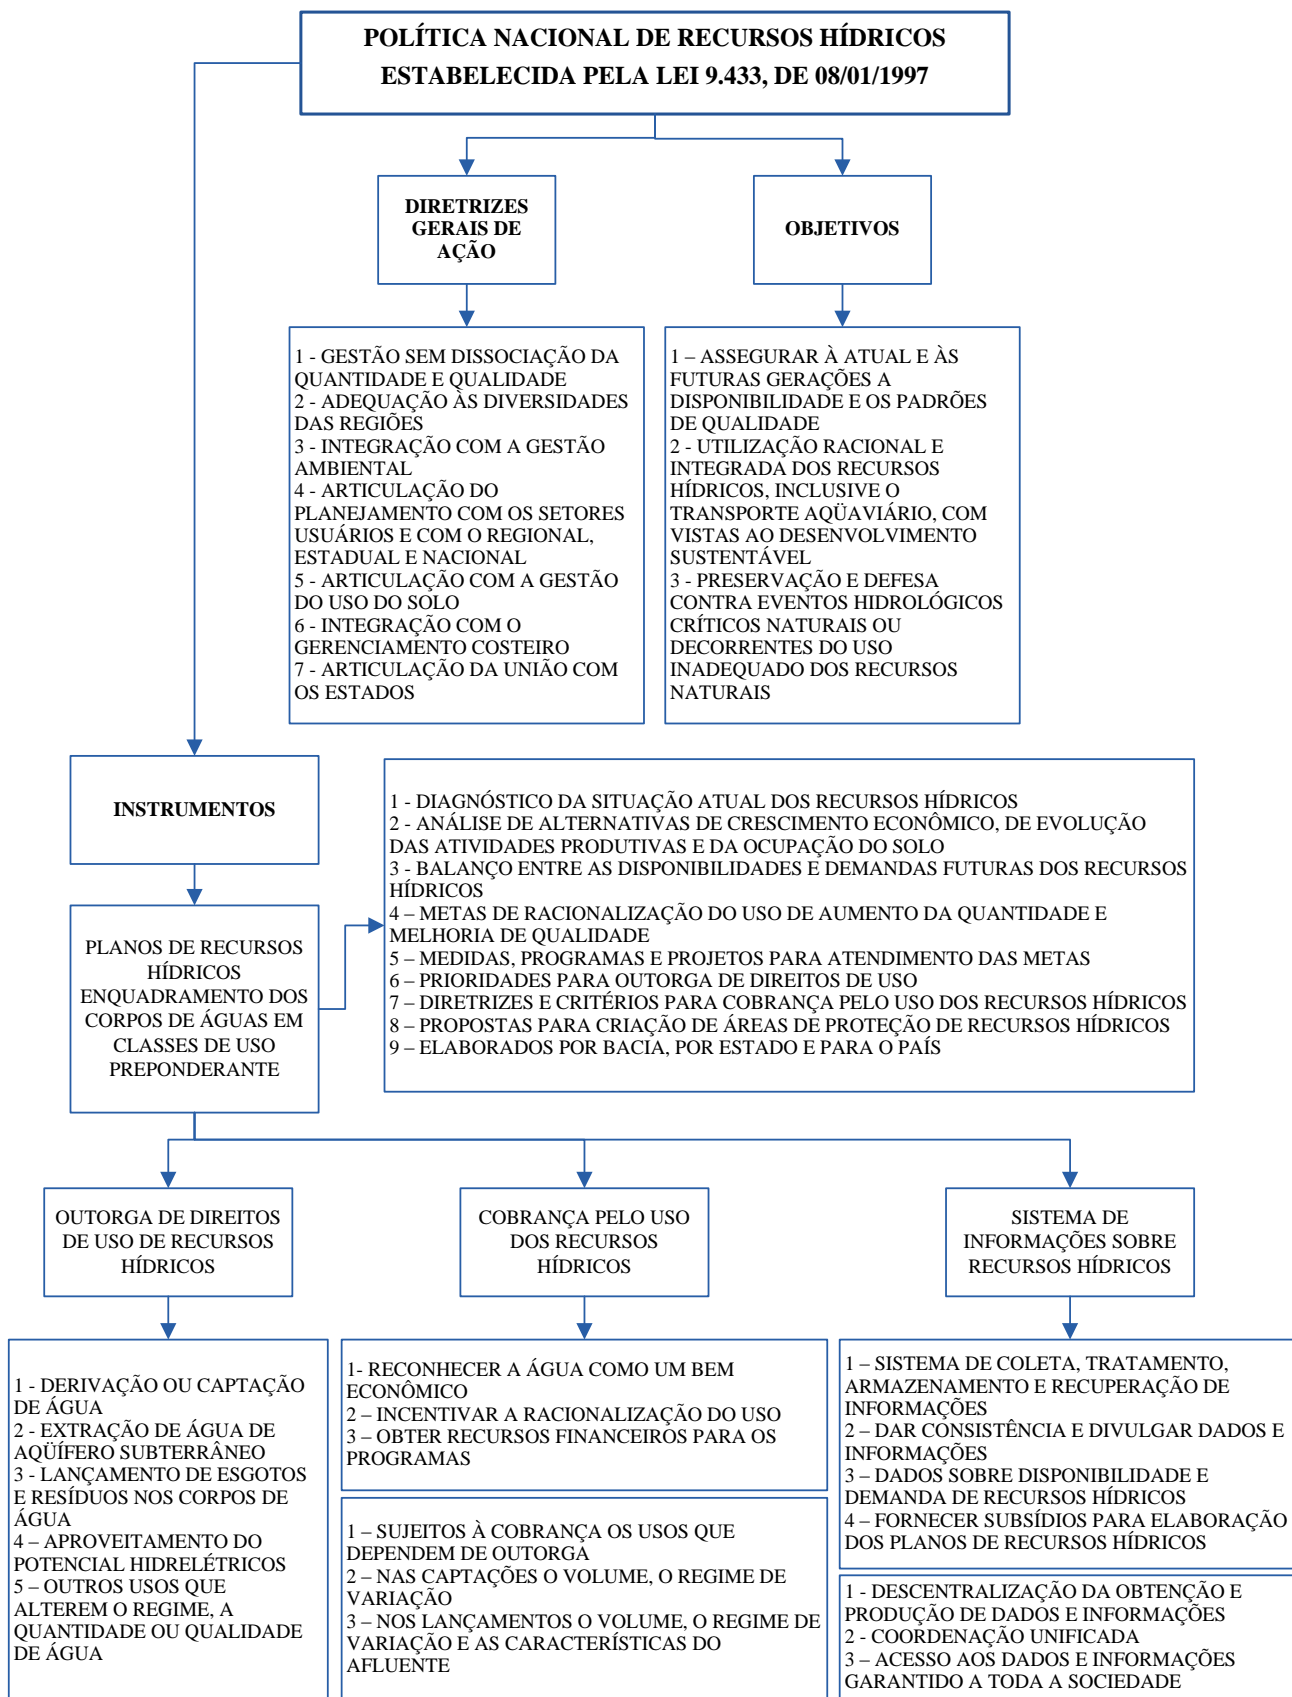 POLÍTICA NACIONAL DE RECURSOS HÍDRICOS
ESTABELECIDA PELA LEI 9.433, DE 08/01/1997
DIRETRIZES
GERAIS DE
AÇÃO
OBJETIVOS
1 - GESTÃO SEM DISSOCIAÇÃO DA
QUANTIDADE E QUALIDADE
2 - ADEQUAÇÃO ÀS DIVERSIDADES
DAS REGIÕES
3 - INTEGRAÇÃO COM A GESTÃO
AMBIENTAL
4 - ARTICULAÇÃO DO
PLANEJAMENTO COM OS SETORES
USUÁRIOS E COM O REGIONAL,
ESTADUAL E NACIONAL
5 - ARTICULAÇÃO COM A GESTÃO
DO USO DO SOLO
6 - INTEGRAÇÃO COM O
GERENCIAMENTO COSTEIRO
7 - ARTICULAÇÃO DA UNIÃO COM
OS ESTADOS
1 – ASSEGURAR À ATUAL E ÀS
FUTURAS GERAÇÕES A
DISPONIBILIDADE E OS PADRÕES
DE QUALIDADE
2 - UTILIZAÇÃO RACIONAL E
INTEGRADA DOS RECURSOS
HÍDRICOS, INCLUSIVE O
TRANSPORTE AQÜAVIÁRIO, COM
VISTAS AO DESENVOLVIMENTO
SUSTENTÁVEL
3 - PRESERVAÇÃO E DEFESA
CONTRA EVENTOS HIDROLÓGICOS
CRÍTICOS NATURAIS OU
DECORRENTES DO USO
INADEQUADO DOS RECURSOS
NATURAIS
INSTRUMENTOS
1 - DIAGNÓSTICO DA SITUAÇÃO ATUAL DOS RECURSOS HÍDRICOS
2 - ANÁLISE DE ALTERNATIVAS DE CRESCIMENTO ECONÔMICO, DE EVOLUÇÃO
DAS ATIVIDADES PRODUTIVAS E DA OCUPAÇÃO DO SOLO
3 - BALANÇO ENTRE AS DISPONIBILIDADES E DEMANDAS FUTURAS DOS RECURSOS
HÍDRICOS
4 – METAS DE RACIONALIZAÇÃO DO USO DE AUMENTO DA QUANTIDADE E
MELHORIA DE QUALIDADE
5 – MEDIDAS, PROGRAMAS E PROJETOS PARA ATENDIMENTO DAS METAS
6 – PRIORIDADES PARA OUTORGA DE DIREITOS DE USO
7 – DIRETRIZES E CRITÉRIOS PARA COBRANÇA PELO USO DOS RECURSOS HÍDRICOS
8 – PROPOSTAS PARA CRIAÇÃO DE ÁREAS DE PROTEÇÃO DE RECURSOS HÍDRICOS
9 – ELABORADOS POR BACIA, POR ESTADO E PARA O PAÍS
PLANOS DE RECURSOS
HÍDRICOS
ENQUADRAMENTO DOS
CORPOS DE ÁGUAS EM
CLASSES DE USO
PREPONDERANTE
OUTORGA DE DIREITOS
DE USO DE RECURSOS
HÍDRICOS
COBRANÇA PELO USO
DOS RECURSOS
HÍDRICOS
SISTEMA DE
INFORMAÇÕES SOBRE
RECURSOS HÍDRICOS
1 - DERIVAÇÃO OU CAPTAÇÃO
DE ÁGUA
2 - EXTRAÇÃO DE ÁGUA DE
AQÜÍFERO SUBTERRÂNEO
3 - LANÇAMENTO DE ESGOTOS
E RESÍDUOS NOS CORPOS DE
ÁGUA
4 – APROVEITAMENTO DO
POTENCIAL HIDRELÉTRICOS
5 – OUTROS USOS QUE
ALTEREM O REGIME, A
QUANTIDADE OU QUALIDADE
DE ÁGUA
1- RECONHECER A ÁGUA COMO UM BEM
ECONÔMICO
2 – INCENTIVAR A RACIONALIZAÇÃO DO USO
3 – OBTER RECURSOS FINANCEIROS PARA OS
PROGRAMAS
1 – SUJEITOS À COBRANÇA OS USOS QUE
DEPENDEM DE OUTORGA
2 – NAS CAPTAÇÕES O VOLUME, O REGIME DE
VARIAÇÃO
3 – NOS LANÇAMENTOS O VOLUME, O REGIME DE
VARIAÇÃO E AS CARACTERÍSTICAS DO
AFLUENTE
1 – SISTEMA DE COLETA, TRATAMENTO,
ARMAZENAMENTO E RECUPERAÇÃO DE
INFORMAÇÕES
2 – DAR CONSISTÊNCIA E DIVULGAR DADOS E
INFORMAÇÕES
3 – DADOS SOBRE DISPONIBILIDADE E
DEMANDA DE RECURSOS HÍDRICOS
4 – FORNECER SUBSÍDIOS PARA ELABORAÇÃO
DOS PLANOS DE RECURSOS HÍDRICOS
1 - DESCENTRALIZAÇÃO DA OBTENÇÃO E
PRODUÇÃO DE DADOS E INFORMAÇÕES
2 - COORDENAÇÃO UNIFICADA
3 – ACESSO AOS DADOS E INFORMAÇÕES
GARANTIDO A TODA A SOCIEDADE